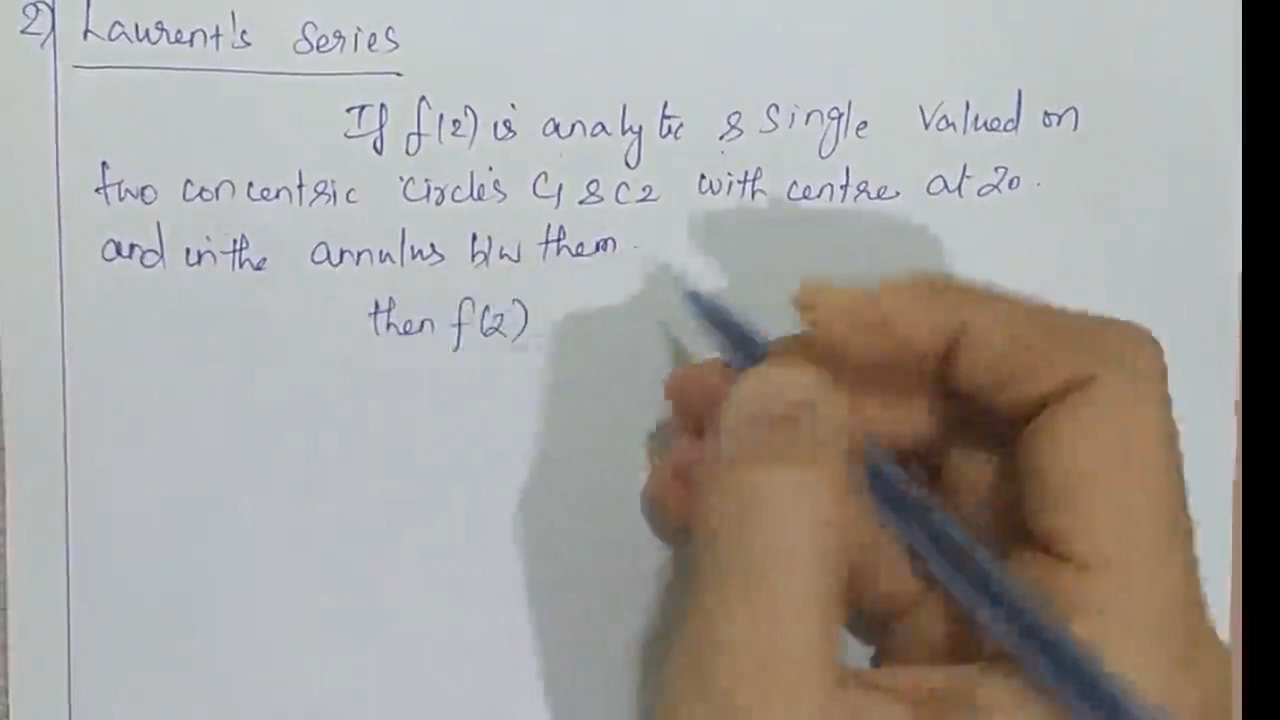 2) Laurent's Series
If f(z) is analytic & single valued on
two concentric circles C1 & C2 with centre at z0.
and in the annulus b/w them.
then f(z)